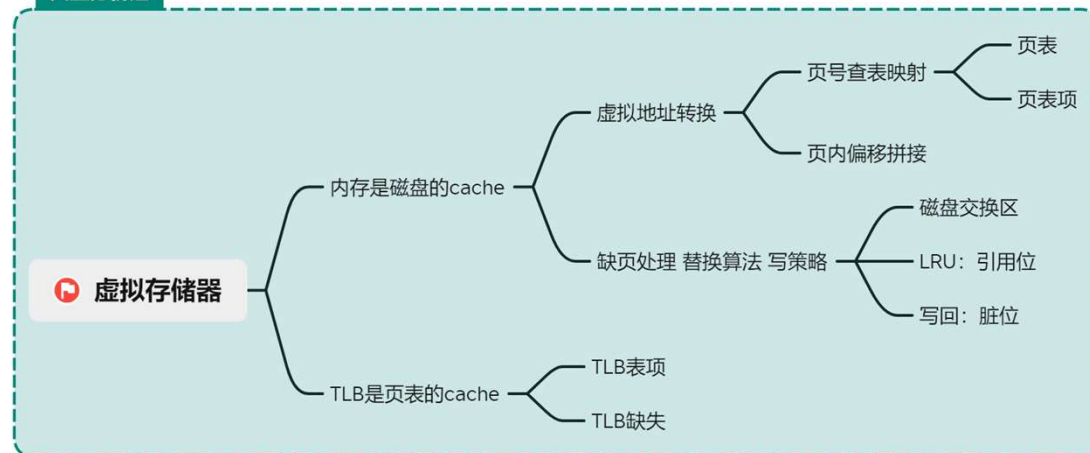 页表
页号查表映射
页表项
虚拟地址转换
页内偏移拼接
内存是磁盘的cache
磁盘交换区
缺页处理 替换算法 写策略
LRU：引用位
写回：脏位
虚拟存储器
TLB表项
TLB是页表的cache
TLB缺失